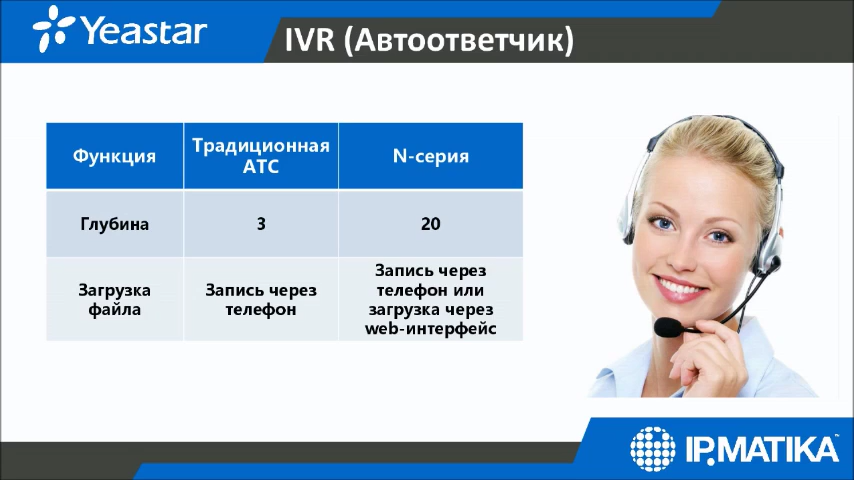 Yeastar
IVR (Автоответчик)
Функция
Традиционная
АТС
N-серия
Глубина
3
20
Загрузка
файла
Запись через
телефон
Запись через
телефон или
загрузка через
web-интерфейс
IP.MATIKA